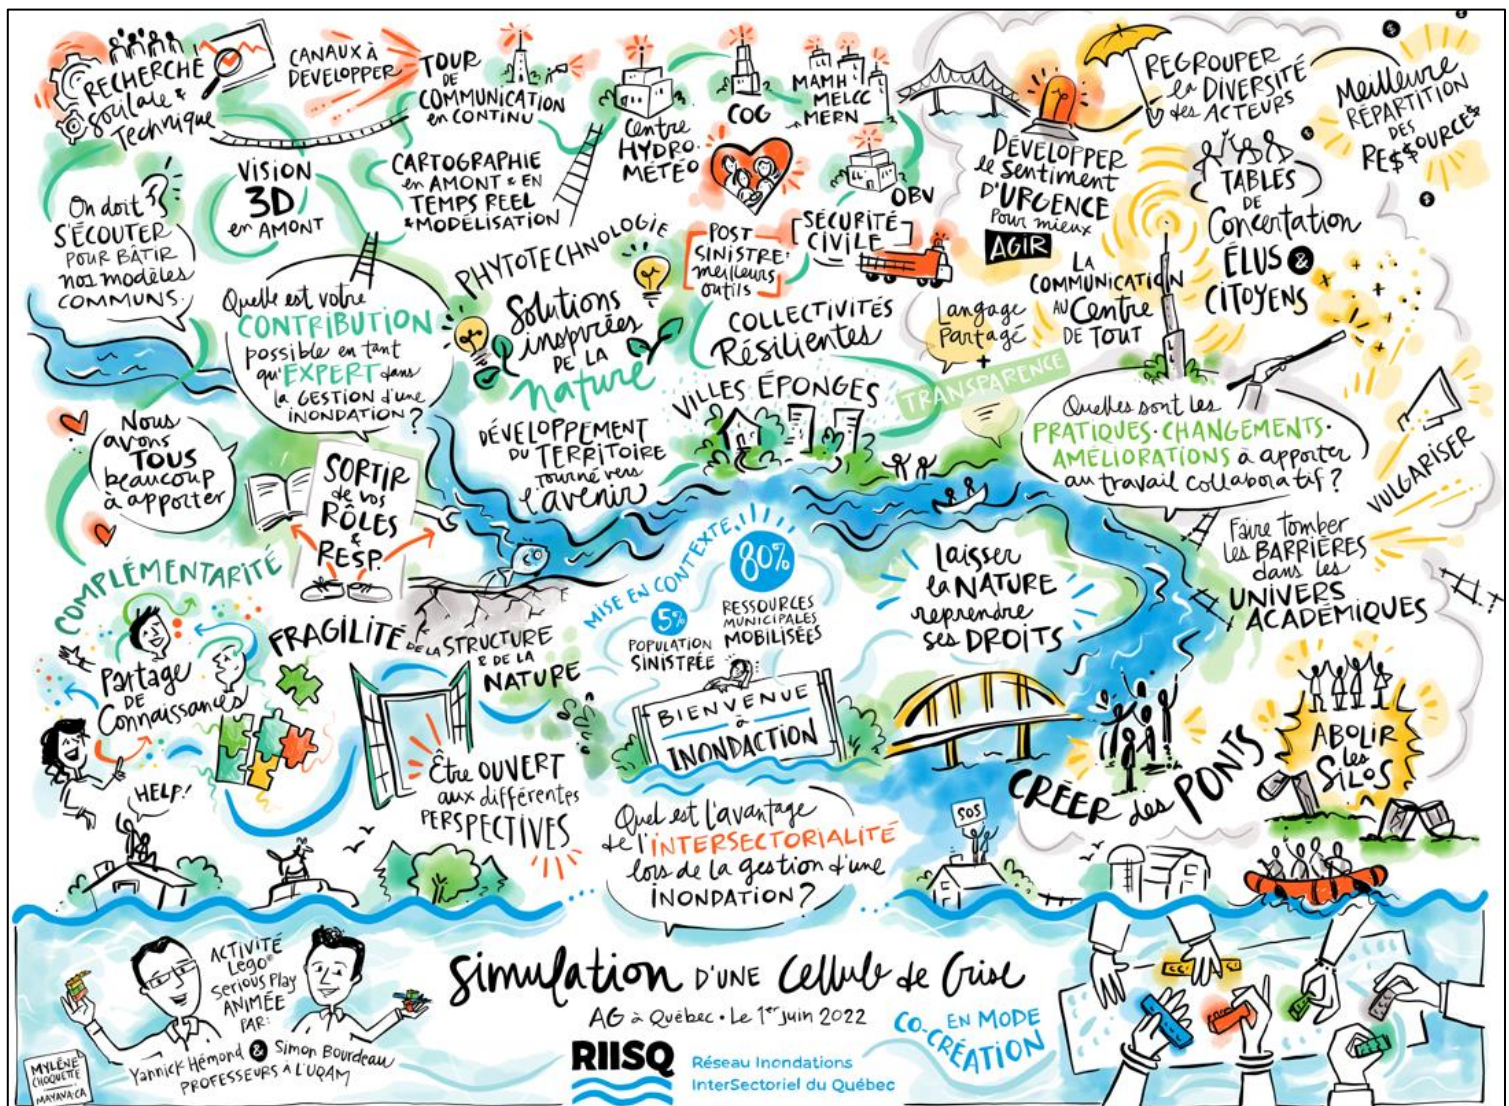 RECHERCHE
Sociale &
Technique
CANAUX À
DÉVELOPPER
TOUR
DE
COMMUNICATION
en CONTINU
Centre
HYDRO-
MÉTÉO
COG
MAMH
MELCC
MERN
OBV
VISION
3D
en AMONT
CARTOGRAPHIE
en AMONT & EN
TEMPS REEL
& MODÉLISATION
On doit
S'ÉCOUTER
POUR BÂTIR
nos modèles
COMMUNS.
Quelle est votre
CONTRIBUTION
possible en tant
qu'EXPERT dans
la GESTION d'une
INONDATION?
PHYTOTECHNOLOGIE
Solutions
inspirées
DE LA
nature
POST
SINISTRE:
meilleurs
outils
SÉCURITÉ
CIVILE
COLLECTIVITÉS
Résilientes
VILLES ÉPONGES
DÉVELOPPEMENT
DU TERRITOIRE
tourné vers
l'avenir
DÉVELOPPER
le Sentiment
D'URGENCE
Pour mieux
AGIR
REGROUPER
la DIVERSITÉ
des ACTEURS
Meilleure
RÉPARTITION
DES
RE$$OURCE$
TABLES
DE
Concertation
ÉLUS &
CITOYENS
LA
COMMUNICATION
AU Centre
DE TOUT
Langage
Partagé
+
TRANSPARENCE
Quelles sont les
PRATIQUES · CHANGEMENTS ·
AMÉLIORATIONS à apporter
au travail collaboratif?
VULGARISER
Faire tomber
les BARRIÈRES
dans les
UNIVERS
ACADÉMIQUES
Nous
avons
TOUS
beaucoup
à apporter
SORTIR
de vos
RÔLES
&
RESP.
COMPLÉMENTARITÉ
Partage
DE
Connaissances
FRAGILITÉ DE LA STRUCTURE
& DE LA
NATURE
Être OUVERT
aux différentes
PERSPECTIVES
MISE EN CONTEXTE
80%
RESSOURCES
MUNICIPALES
MOBILISÉES
5%
POPULATION
SINISTRÉE
BIENVENUE
à
INONDACTION
Laisser
la NATURE
reprendre
ses DROITS
CRÉER des PONTS
ABOLIR
les
SILOS
HELP!
SOS
Quel est l'avantage
de l'INTERSECTORIALITÉ
lors de la gestion d'une
INONDATION?
ACTIVITÉ
Lego®
Serious Play
ANIMÉE
PAR:
Yannick Hémond & Simon Bourdeau
PROFESSEURS À L'UQAM
MYLÈNE
CHOQUETTE
MAYAVA.CA
Simulation D'UNE Cellule de Crise
AG à Québec · Le 1er juin 2022
RIISQ
Réseau Inondations
InterSectoriel du Québec
EN MODE
CO-CRÉATION